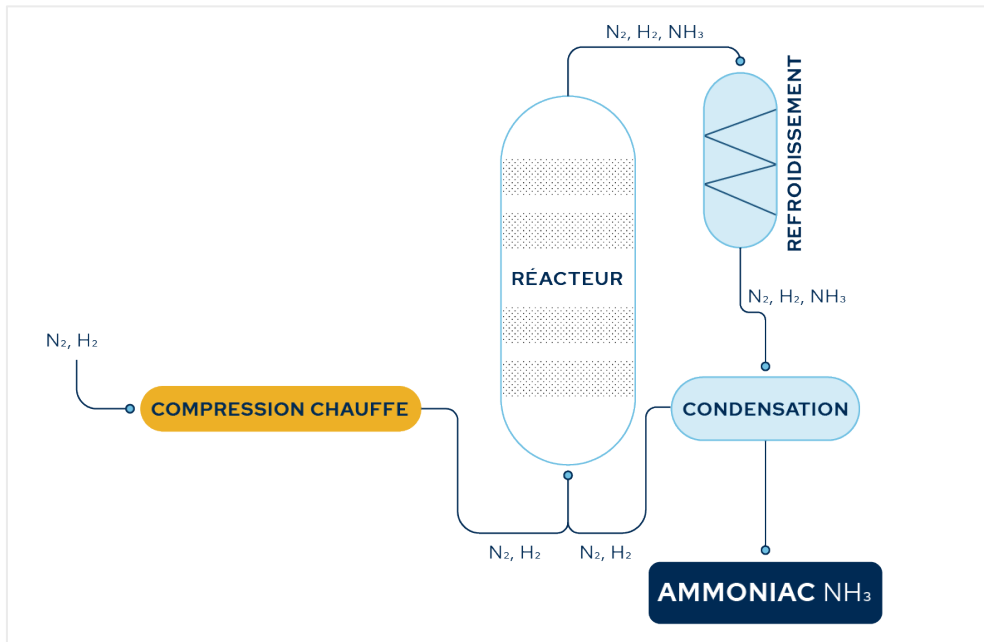 N₂, H₂, NH₃
REFROIDISSEMENT
RÉACTEUR
N₂, H₂, NH₃
N₂, H₂
COMPRESSION CHAUFFE
CONDENSATION
N₂, H₂
N₂, H₂
AMMONIAC NH₃